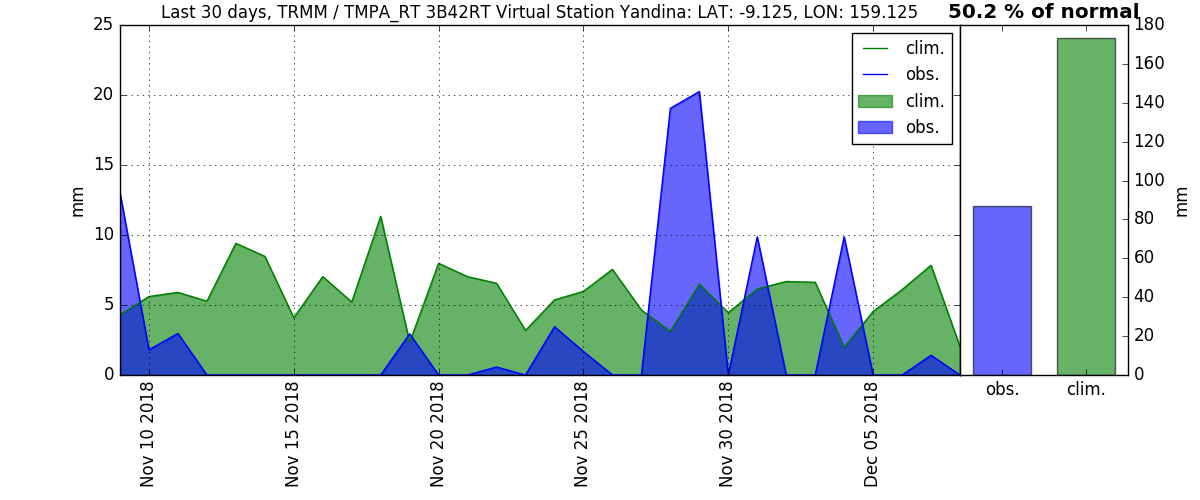 Last 30 days, TRMM / TMPA_RT 3B42RT Virtual Station Yandina: LAT: -9.125, LON: 159.125
50.2 % of normal
clim.
obs.
clim.
obs.
25
20
15
10
5
0
mm
Nov 10 2018
Nov 15 2018
Nov 20 2018
Nov 25 2018
Nov 30 2018
Dec 05 2018
obs.
clim.
180
160
140
120
100
80
60
40
20
0
mm